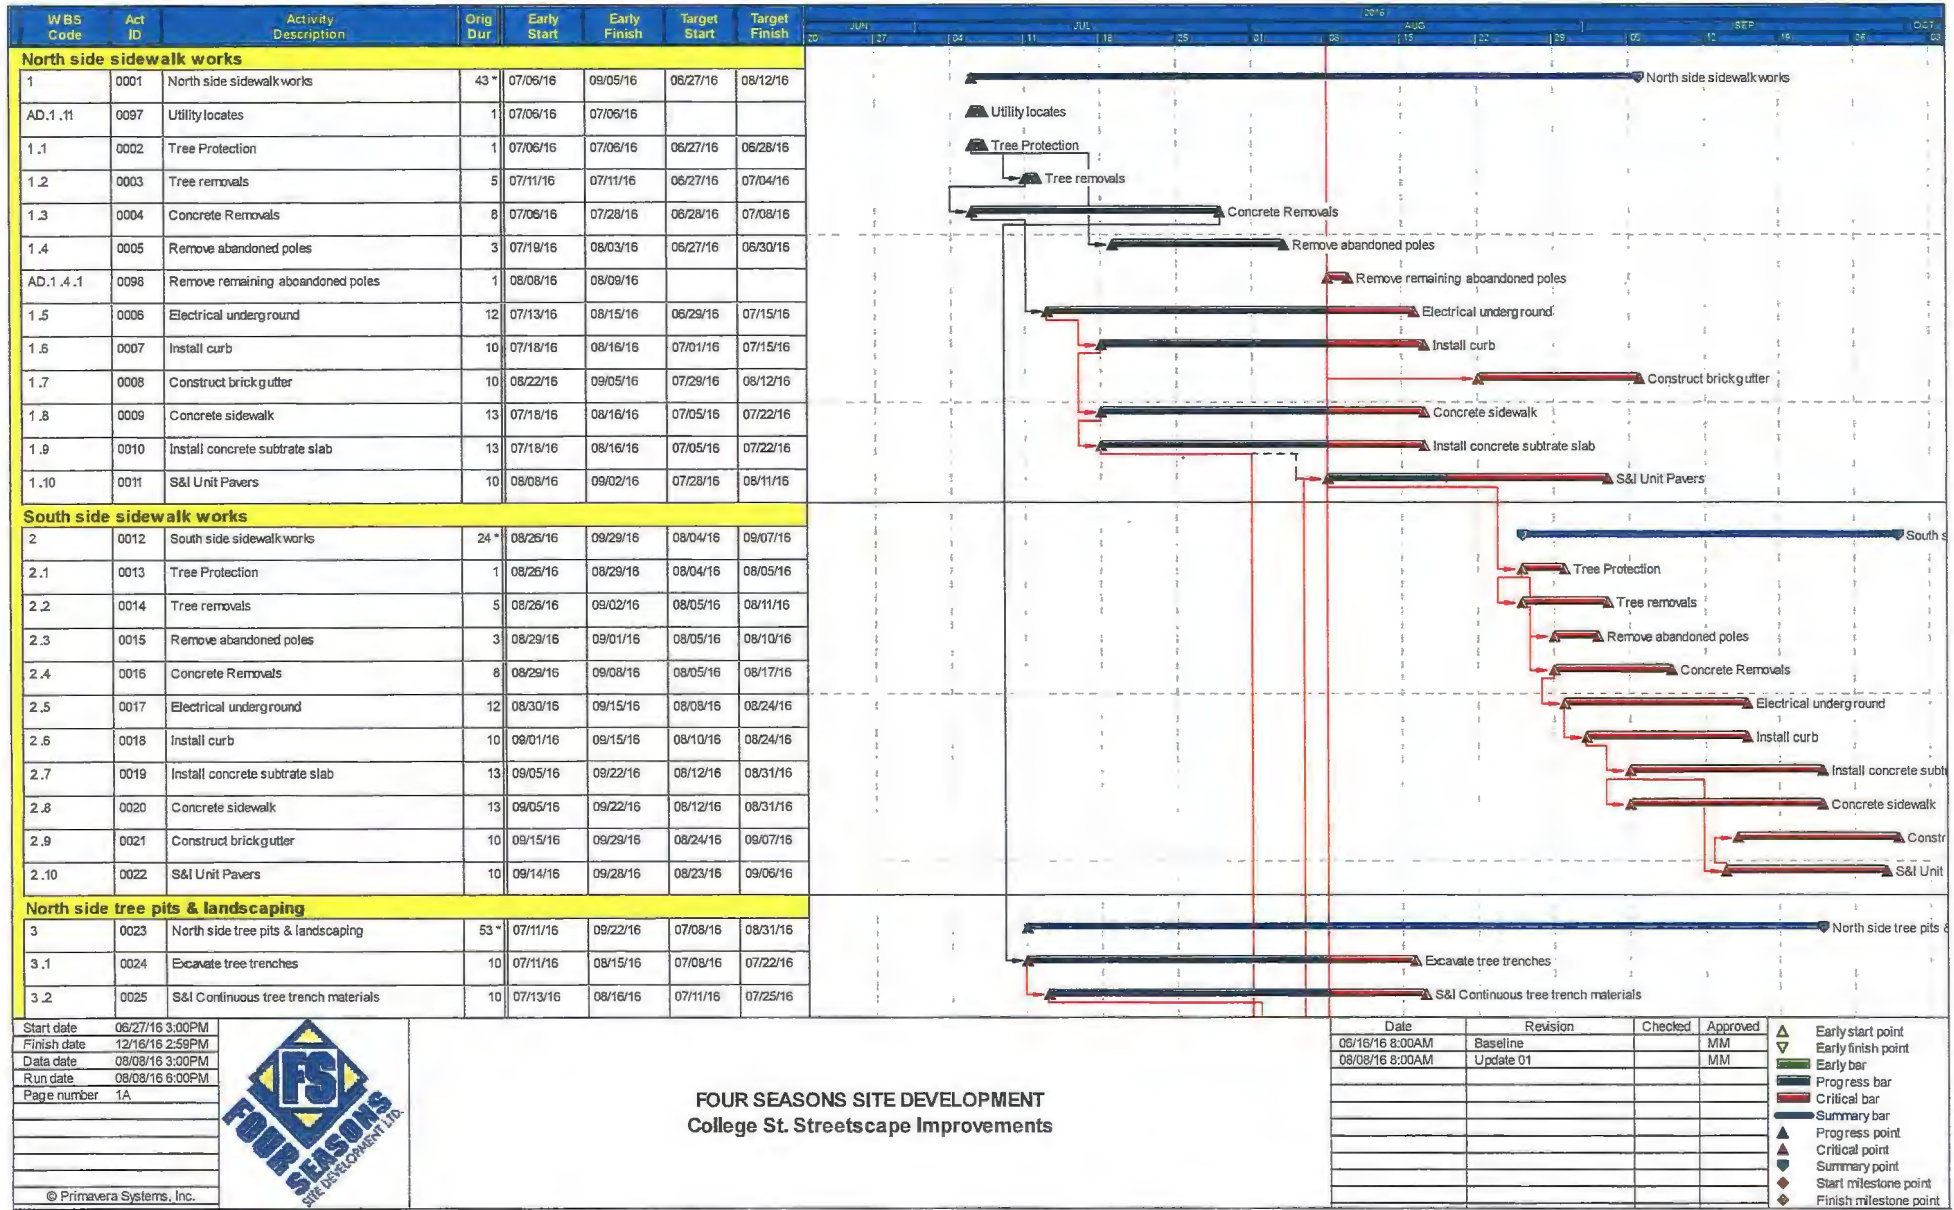 WBS Code Act ID Activity Description Orig Dur Early Start Early Finish Target Start Target Finish
2016
JUN JUL AUG SEP OCT
20 27 04 11 18 25 01 08 15 22 29 05 12 19 26 03
North side sidewalk works
1 0001 North side sidewalk works 43 * 07/06/16 09/05/16 06/27/16 08/12/16 North side sidewalk works
AD.1.11 0097 Utility locates 1 07/06/16 07/06/16 Utility locates
1.1 0002 Tree Protection 1 07/06/16 07/06/16 06/27/16 06/28/16 Tree Protection
1.2 0003 Tree removals 5 07/11/16 07/11/16 06/27/16 07/04/16 Tree removals
1.3 0004 Concrete Removals 8 07/06/16 07/28/16 06/28/16 07/08/16 Concrete Removals
1.4 0005 Remove abandoned poles 3 07/19/16 08/03/16 06/27/16 06/30/16 Remove abandoned poles
AD.1.4.1 0098 Remove remaining aboandoned poles 1 08/08/16 08/09/16 Remove remaining aboandoned poles
1.5 0006 Electrical underground 12 07/13/16 08/15/16 06/29/16 07/15/16 Electrical underground
1.6 0007 Install curb 10 07/18/16 08/16/16 07/01/16 07/15/16 Install curb
1.7 0008 Construct brick gutter 10 08/22/16 09/05/16 07/29/16 08/12/16 Construct brick gutter
1.8 0009 Concrete sidewalk 13 07/18/16 08/16/16 07/05/16 07/22/16 Concrete sidewalk
1.9 0010 Install concrete subtrate slab 13 07/18/16 08/16/16 07/05/16 07/22/16 Install concrete subtrate slab
1.10 0011 S&I Unit Pavers 10 08/08/16 09/02/16 07/28/16 08/11/16 S&I Unit Pavers
South side sidewalk works
2 0012 South side sidewalk works 24 * 08/26/16 09/29/16 08/04/16 09/07/16 South s
2.1 0013 Tree Protection 1 08/26/16 08/29/16 08/04/16 08/05/16 Tree Protection
2.2 0014 Tree removals 5 08/26/16 09/02/16 08/05/16 08/11/16 Tree removals
2.3 0015 Remove abandoned poles 3 08/29/16 09/01/16 08/05/16 08/10/16 Remove abandoned poles
2.4 0016 Concrete Removals 8 08/29/16 09/08/16 08/05/16 08/17/16 Concrete Removals
2.5 0017 Electrical underground 12 08/30/16 09/15/16 08/08/16 08/24/16 Electrical underground
2.6 0018 Install curb 10 09/01/16 09/15/16 08/10/16 08/24/16 Install curb
2.7 0019 Install concrete subtrate slab 13 09/05/16 09/22/16 08/12/16 08/31/16 Install concrete subtr
2.8 0020 Concrete sidewalk 13 09/05/16 09/22/16 08/12/16 08/31/16 Concrete sidewalk
2.9 0021 Construct brick gutter 10 09/15/16 09/29/16 08/24/16 09/07/16 Constr
2.10 0022 S&I Unit Pavers 10 09/14/16 09/28/16 08/23/16 09/06/16 S&I Unit
North side tree pits & landscaping
3 0023 North side tree pits & landscaping 53 * 07/11/16 09/22/16 07/08/16 08/31/16 North side tree pits &
3.1 0024 Excavate tree trenches 10 07/11/16 08/15/16 07/08/16 07/22/16 Excavate tree trenches
3.2 0025 S&I Continuous tree trench materials 10 07/13/16 08/16/16 07/11/16 07/25/16 S&I Continuous tree trench materials
Start date 06/27/16 3:00PM
Finish date 12/16/16 2:59PM
Data date 08/08/16 3:00PM
Run date 08/08/16 6:00PM
Page number 1A
© Primavera Systems, Inc.
FS
FOUR SEASONS
SITE DEVELOPMENT LTD.
FOUR SEASONS SITE DEVELOPMENT
College St. Streetscape Improvements
Date Revision Checked Approved
06/16/16 8:00AM Baseline MM
08/08/16 8:00AM Update 01 MM
Early start point
Early finish point
Early bar
Progress bar
Critical bar
Summary bar
Progress point
Critical point
Summary point
Start milestone point
Finish milestone point